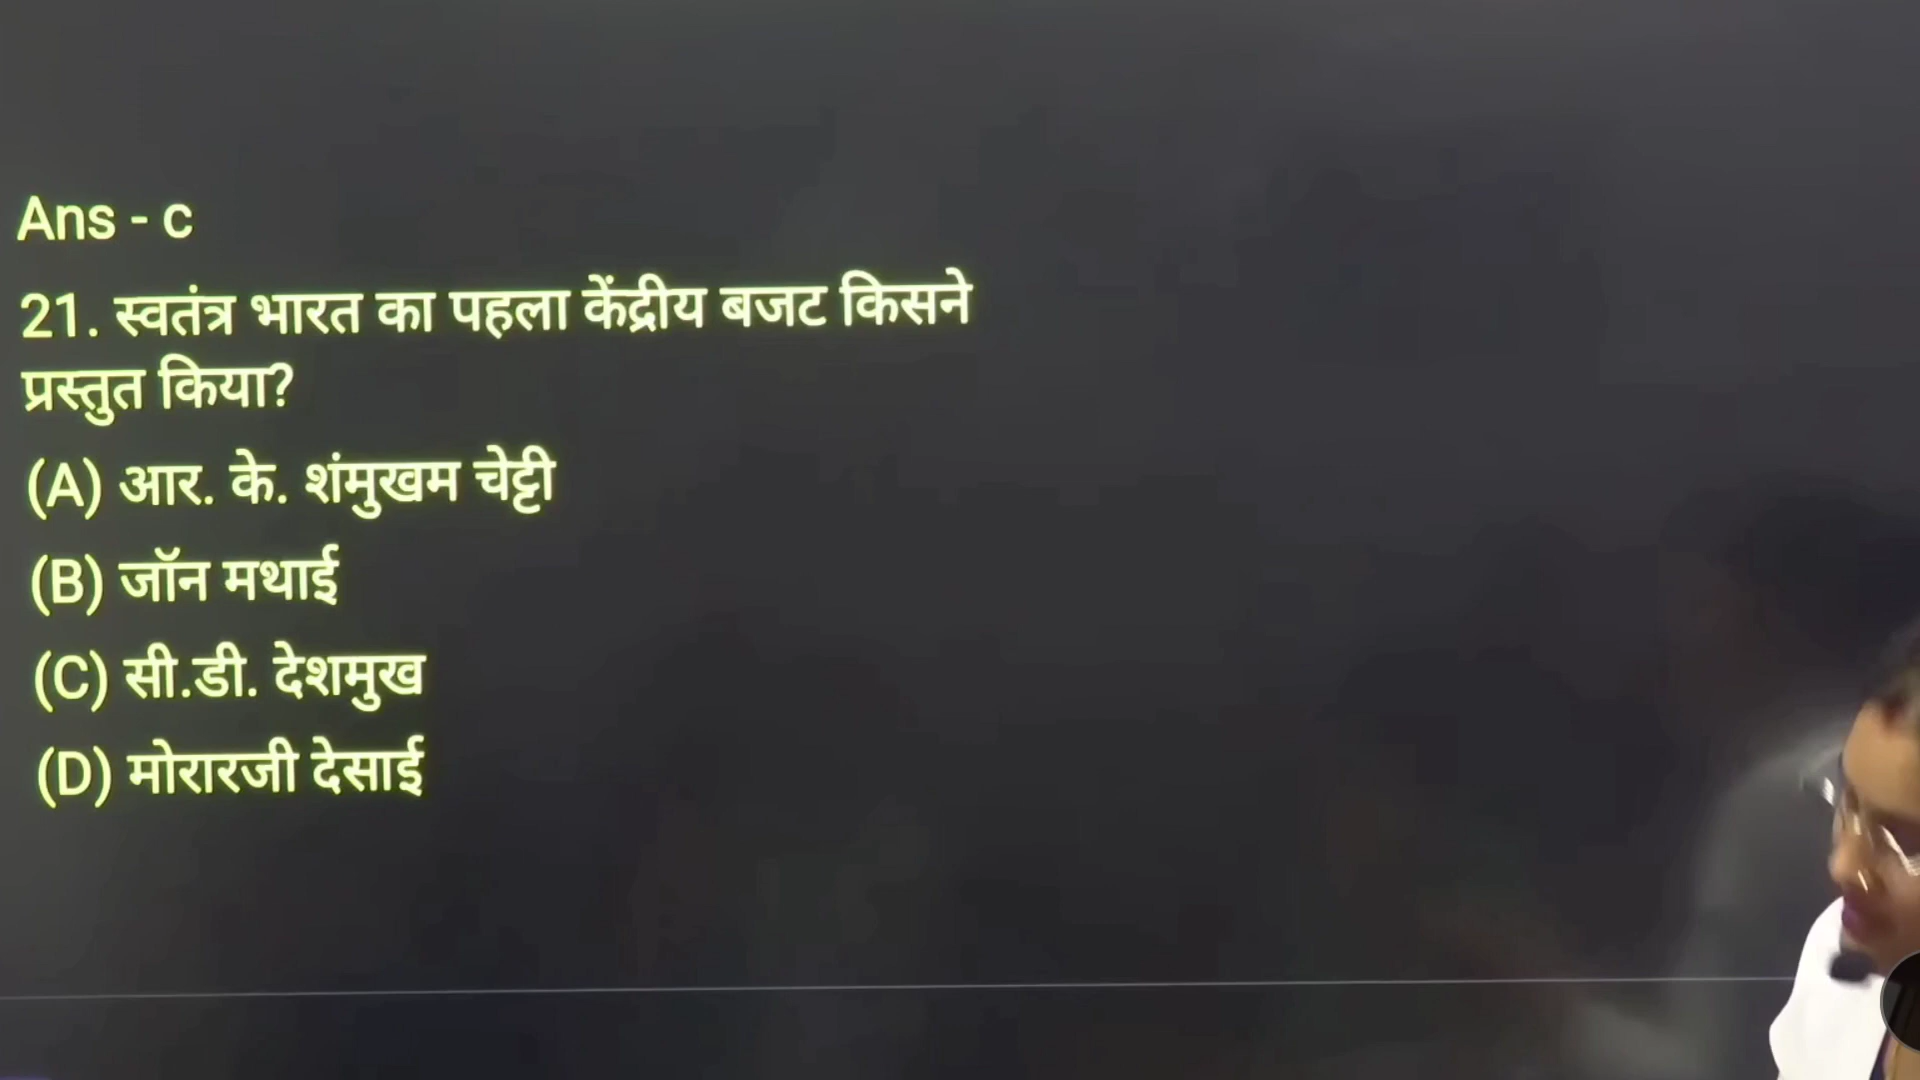 Ans - c
21. स्वतंत्र भारत का पहला केंद्रीय बजट किसने
प्रस्तुत किया?
(A) आर. के. शंमुखम चेट्टी
(B) जॉन मथाई
(C) सी.डी. देशमुख
(D) मोरारजी देसाई